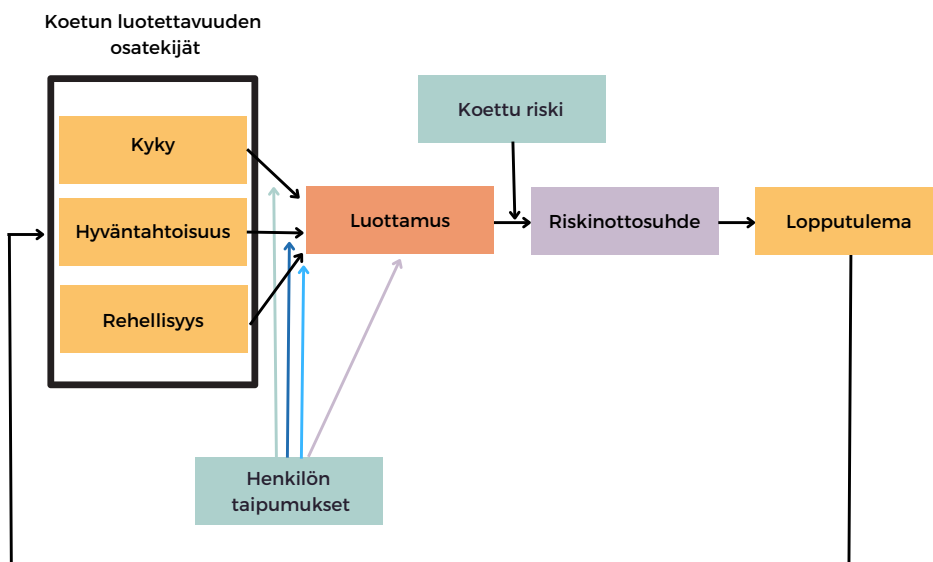 Koetun luotettavuuden
osatekijät
Kyky
Hyväntahtoisuus
Rehellisyys
Koettu riski
Luottamus
Riskinottosuhde
Lopputulema
Henkilön
taipumukset